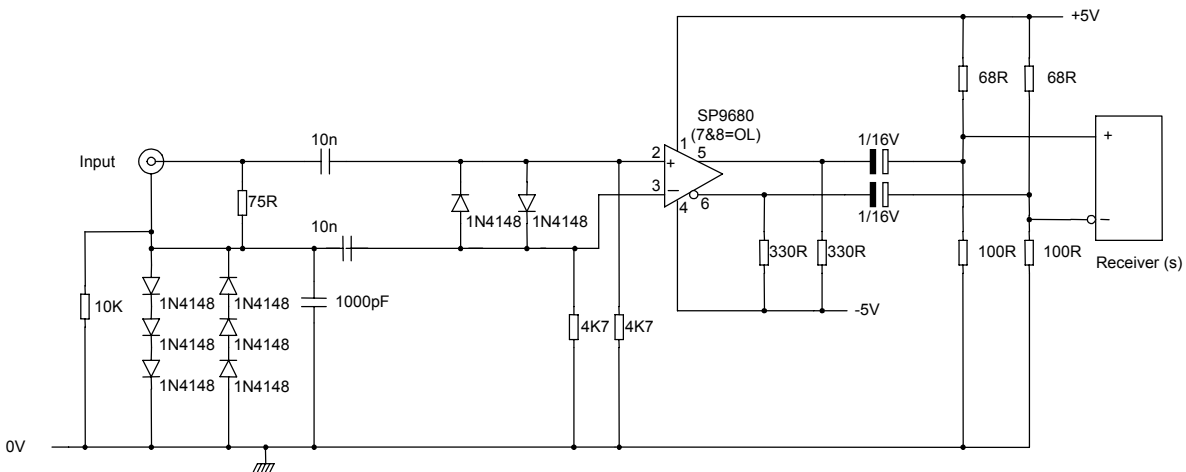 +5V
68R
68R
SP9680
(7&8=OL)
1/16V
10n
1
2
5
+
+
Input
3
−
6
−
4
75R
1N4148
1N4148
1/16V
10n
330R
330R
100R
100R
Receiver (s)
10K
1N4148
1N4148
1000pF
-5V
1N4148
1N4148
4K7
4K7
1N4148
1N4148
0V